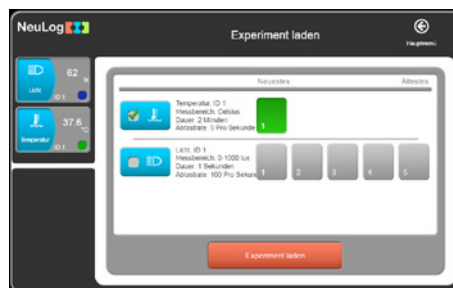 NeuLog
Experiment laden
Hauptmenü
Neuestes
Ältestes
62 lx
Licht
ID 1
37.6 °C
Temperatur
ID 1
Temperatur, ID 1
Messbereich: Celsius
Dauer: 2 Minuten
Abtastrate: 5 Pro Sekunde
1
Licht, ID 1
Messbereich: 0-1000 lux
Dauer: 1 Sekunden
Abtastrate: 100 Pro Sekun
1
2
3
4
5
Experiment laden